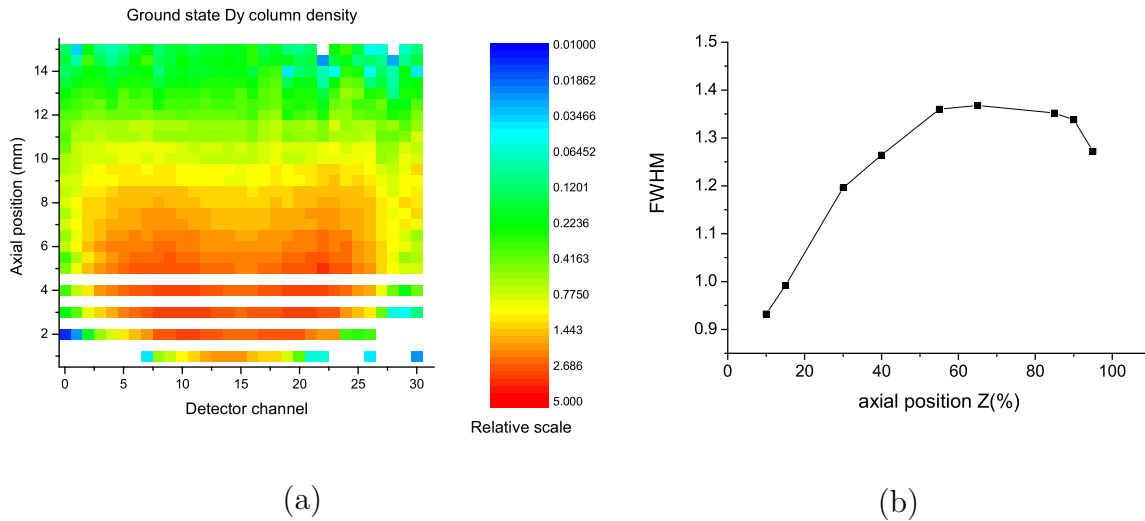 Ground state Dy column density
Axial position (mm)
14
12
10
8
6
4
2
0 5 10 15 20 25 30
Detector channel
0.01000
0.01862
0.03466
0.06452
0.1201
0.2236
0.4163
0.7750
1.443
2.686
5.000
Relative scale
(a)
FWHM
1.5
1.4
1.3
1.2
1.1
1.0
0.9
0 20 40 60 80 100
axial position Z(%)
(b)